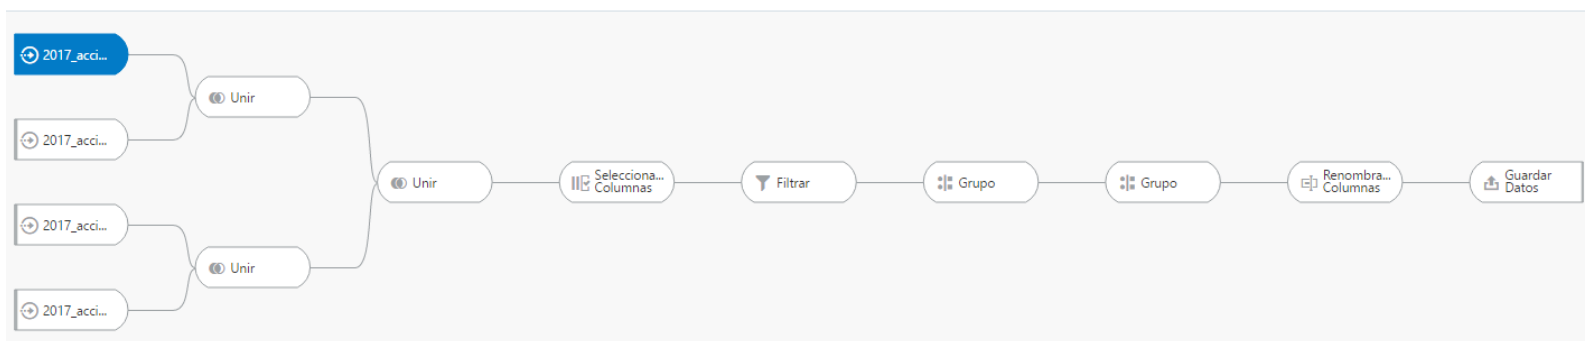 2017_acci...
Unir
2017_acci...
Unir
Selecciona...
Columnas
Filtrar
Grupo
Grupo
Renombra...
Columnas
Guardar
Datos
2017_acci...
Unir
2017_acci...